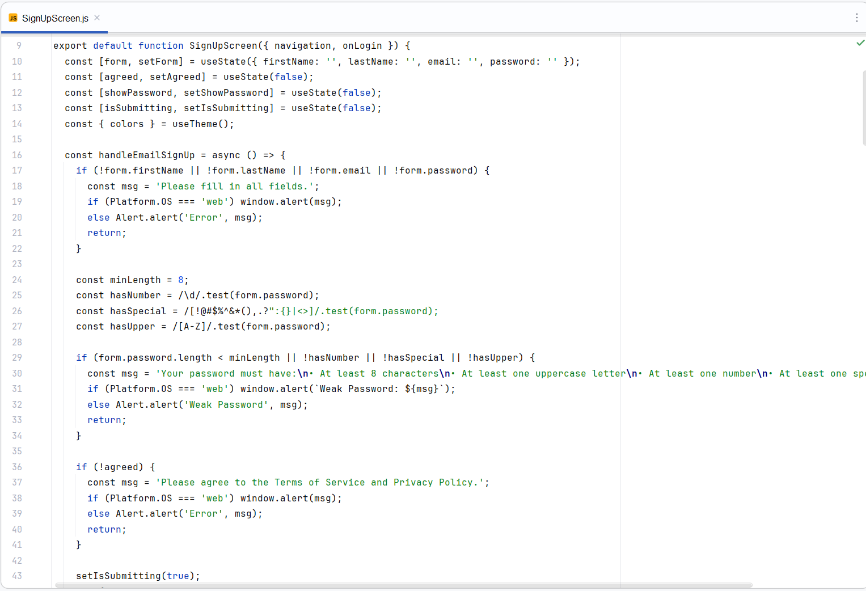 JS SignUpScreen.js ×
9 export default function SignUpScreen({ navigation, onLogin }) {
10 const [form, setForm] = useState({ firstName: '', lastName: '', email: '', password: '' });
11 const [agreed, setAgreed] = useState(false);
12 const [showPassword, setShowPassword] = useState(false);
13 const [isSubmitting, setIsSubmitting] = useState(false);
14 const { colors } = useTheme();
15
16 const handleEmailSignUp = async () => {
17 if (!form.firstName || !form.lastName || !form.email || !form.password) {
18 const msg = 'Please fill in all fields.';
19 if (Platform.OS === 'web') window.alert(msg);
20 else Alert.alert('Error', msg);
21 return;
22 }
23
24 const minLength = 8;
25 const hasNumber = /\d/.test(form.password);
26 const hasSpecial = /[!@#$%^&*(),.?":{}|<>]/.test(form.password);
27 const hasUpper = /[A-Z]/.test(form.password);
28
29 if (form.password.length < minLength || !hasNumber || !hasSpecial || !hasUpper) {
30 const msg = 'Your password must have:\n• At least 8 characters\n• At least one uppercase letter\n• At least one number\n• At least one spe
31 if (Platform.OS === 'web') window.alert(`Weak Password: ${msg}`);
32 else Alert.alert('Weak Password', msg);
33 return;
34 }
35
36 if (!agreed) {
37 const msg = 'Please agree to the Terms of Service and Privacy Policy.';
38 if (Platform.OS === 'web') window.alert(msg);
39 else Alert.alert('Error', msg);
40 return;
41 }
42
43 setIsSubmitting(true);